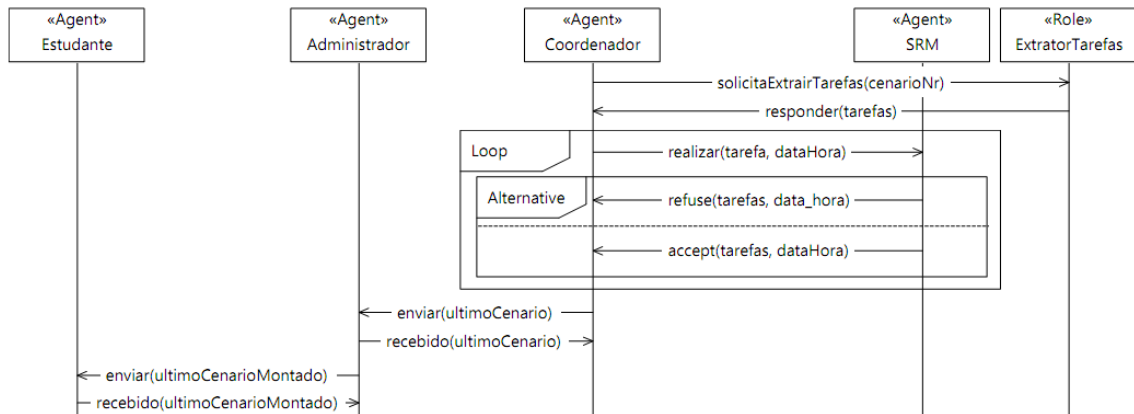 «Agent»
Estudante
«Agent»
Administrador
«Agent»
Coordenador
«Agent»
SRM
«Role»
ExtratorTarefas
solicitaExtrairTarefas(cenarioNr)
responder(tarefas)
Loop
realizar(tarefa, dataHora)
Alternative
refuse(tarefas, data_hora)
accept(tarefas, dataHora)
enviar(ultimoCenario)
recebido(ultimoCenario)
enviar(ultimoCenarioMontado)
recebido(ultimoCenarioMontado)